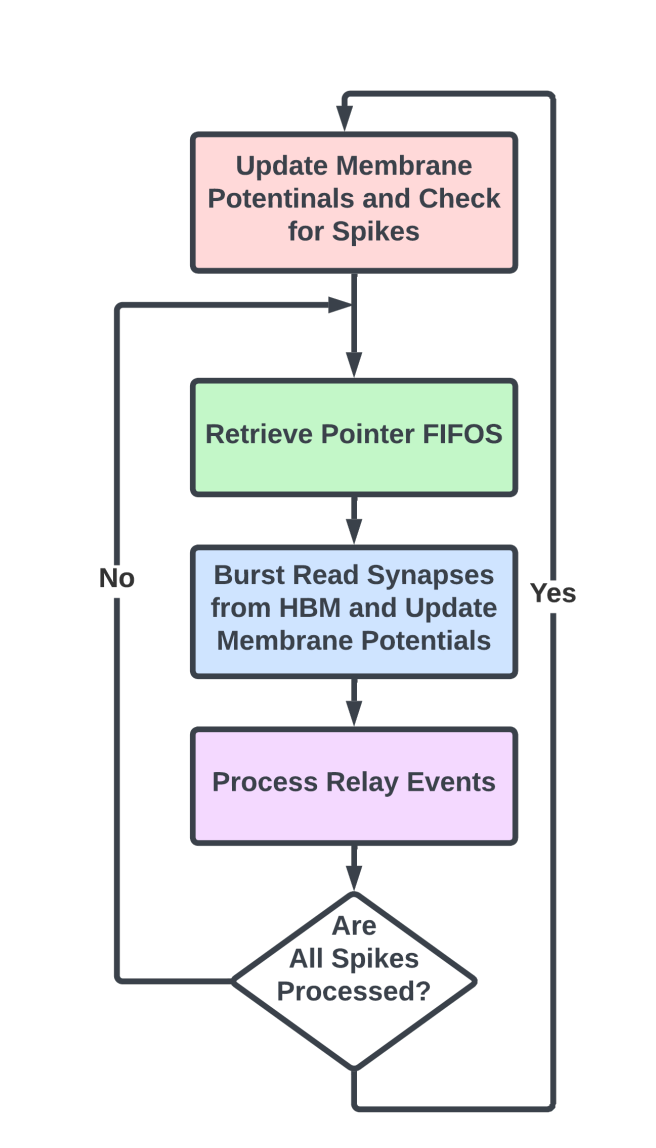 Update Membrane
Potentinals and Check
for Spikes
Retrieve Pointer FIFOS
No
Burst Read Synapses
from HBM and Update
Membrane Potentials
Yes
Process Relay Events
Are
All Spikes
Processed?